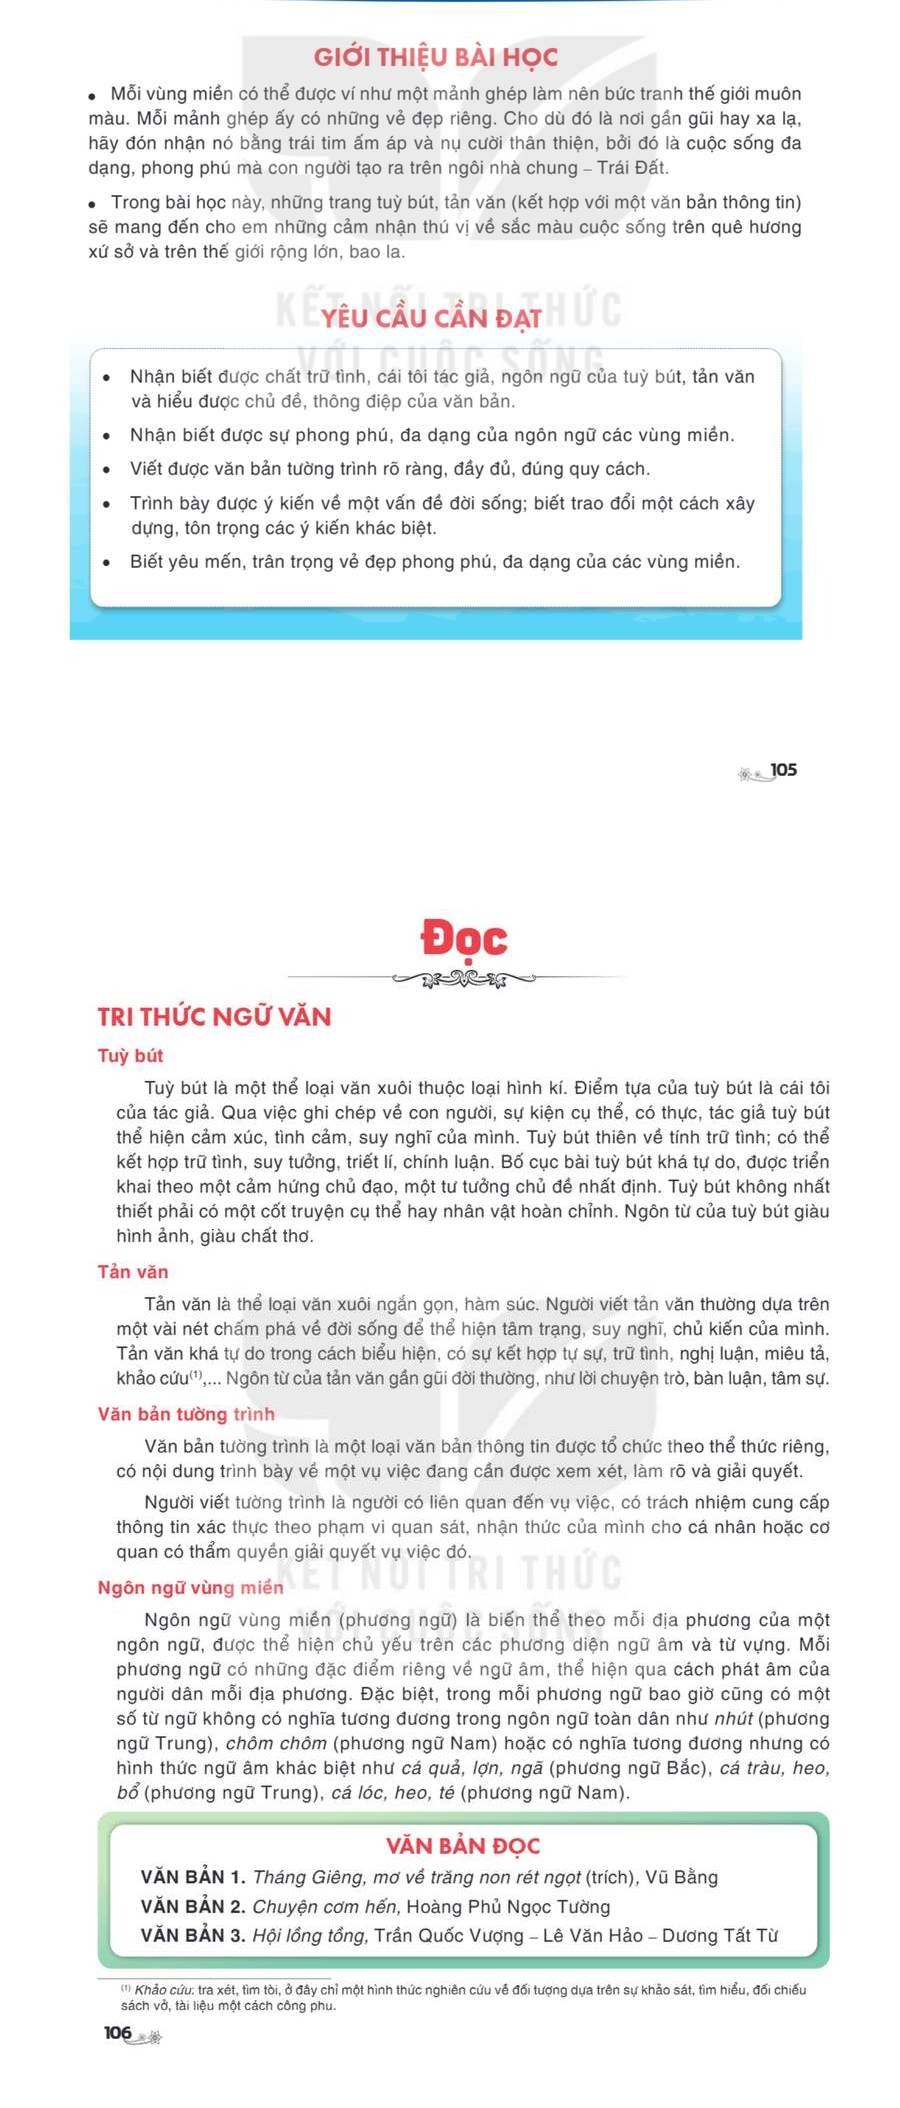 GIỚI THIỆU BÀI HỌC
• Mỗi vùng miền có thể được ví như một mảnh ghép làm nên bức tranh thế giới muôn
màu. Mỗi mảnh ghép ấy có những vẻ đẹp riêng. Cho dù đó là nơi gần gũi hay xa lạ,
hãy đón nhận nó bằng trái tim ấm áp và nụ cười thân thiện, bởi đó là cuộc sống đa
dạng, phong phú mà con người tạo ra trên ngôi nhà chung – Trái Đất.
• Trong bài học này, những trang tuỳ bút, tản văn (kết hợp với một văn bản thông tin)
sẽ mang đến cho em những cảm nhận thú vị về sắc màu cuộc sống trên quê hương
xứ sở và trên thế giới rộng lớn, bao la.
KẾT NỐI TRI THỨC
YÊU CẦU CẦN ĐẠT
VỚI CUỘC SỐNG
• Nhận biết được chất trữ tình, cái tôi tác giả, ngôn ngữ của tuỳ bút, tản văn
và hiểu được chủ đề, thông điệp của văn bản.
• Nhận biết được sự phong phú, đa dạng của ngôn ngữ các vùng miền.
• Viết được văn bản tường trình rõ ràng, đầy đủ, đúng quy cách.
• Trình bày được ý kiến về một vấn đề đời sống; biết trao đổi một cách xây
dựng, tôn trọng các ý kiến khác biệt.
• Biết yêu mến, trân trọng vẻ đẹp phong phú, đa dạng của các vùng miền.
105
Đọc
TRI THỨC NGỮ VĂN
Tuỳ bút
Tuỳ bút là một thể loại văn xuôi thuộc loại hình kí. Điểm tựa của tuỳ bút là cái tôi
của tác giả. Qua việc ghi chép về con người, sự kiện cụ thể, có thực, tác giả tuỳ bút
thể hiện cảm xúc, tình cảm, suy nghĩ của mình. Tuỳ bút thiên về tính trữ tình; có thể
kết hợp trữ tình, suy tưởng, triết lí, chính luận. Bố cục bài tuỳ bút khá tự do, được triển
khai theo một cảm hứng chủ đạo, một tư tưởng chủ đề nhất định. Tuỳ bút không nhất
thiết phải có một cốt truyện cụ thể hay nhân vật hoàn chỉnh. Ngôn từ của tuỳ bút giàu
hình ảnh, giàu chất thơ.
Tản văn
Tản văn là thể loại văn xuôi ngắn gọn, hàm súc. Người viết tản văn thường dựa trên
một vài nét chấm phá về đời sống để thể hiện tâm trạng, suy nghĩ, chủ kiến của mình.
Tản văn khá tự do trong cách biểu hiện, có sự kết hợp tự sự, trữ tình, nghị luận, miêu tả,
khảo cứu(1),... Ngôn từ của tản văn gần gũi đời thường, như lời chuyện trò, bàn luận, tâm sự.
Văn bản tường trình
Văn bản tường trình là một loại văn bản thông tin được tổ chức theo thể thức riêng,
có nội dung trình bày về một vụ việc đang cần được xem xét, làm rõ và giải quyết.
Người viết tường trình là người có liên quan đến vụ việc, có trách nhiệm cung cấp
thông tin xác thực theo phạm vi quan sát, nhận thức của mình cho cá nhân hoặc cơ
quan có thẩm quyền giải quyết vụ việc đó.
KẾT NỐI TRI THỨC
Ngôn ngữ vùng miền
VỚI CUỘC SỐNG
Ngôn ngữ vùng miền (phương ngữ) là biến thể theo mỗi địa phương của một
ngôn ngữ, được thể hiện chủ yếu trên các phương diện ngữ âm và từ vựng. Mỗi
phương ngữ có những đặc điểm riêng về ngữ âm, thể hiện qua cách phát âm của
người dân mỗi địa phương. Đặc biệt, trong mỗi phương ngữ bao giờ cũng có một
số từ ngữ không có nghĩa tương đương trong ngôn ngữ toàn dân như nhút (phương
ngữ Trung), chôm chôm (phương ngữ Nam) hoặc có nghĩa tương đương nhưng có
hình thức ngữ âm khác biệt như cá quả, lợn, ngã (phương ngữ Bắc), cá tràu, heo,
bổ (phương ngữ Trung), cá lóc, heo, té (phương ngữ Nam).
VĂN BẢN ĐỌC
VĂN BẢN 1. Tháng Giêng, mơ về trăng non rét ngọt (trích), Vũ Bằng
VĂN BẢN 2. Chuyện cơm hến, Hoàng Phủ Ngọc Tường
VĂN BẢN 3. Hội lồng tồng, Trần Quốc Vượng – Lê Văn Hảo – Dương Tất Từ
(1) Khảo cứu: tra xét, tìm tòi, ở đây chỉ một hình thức nghiên cứu về đối tượng dựa trên sự khảo sát, tìm hiểu, đối chiếu
sách vở, tài liệu một cách công phu.
106